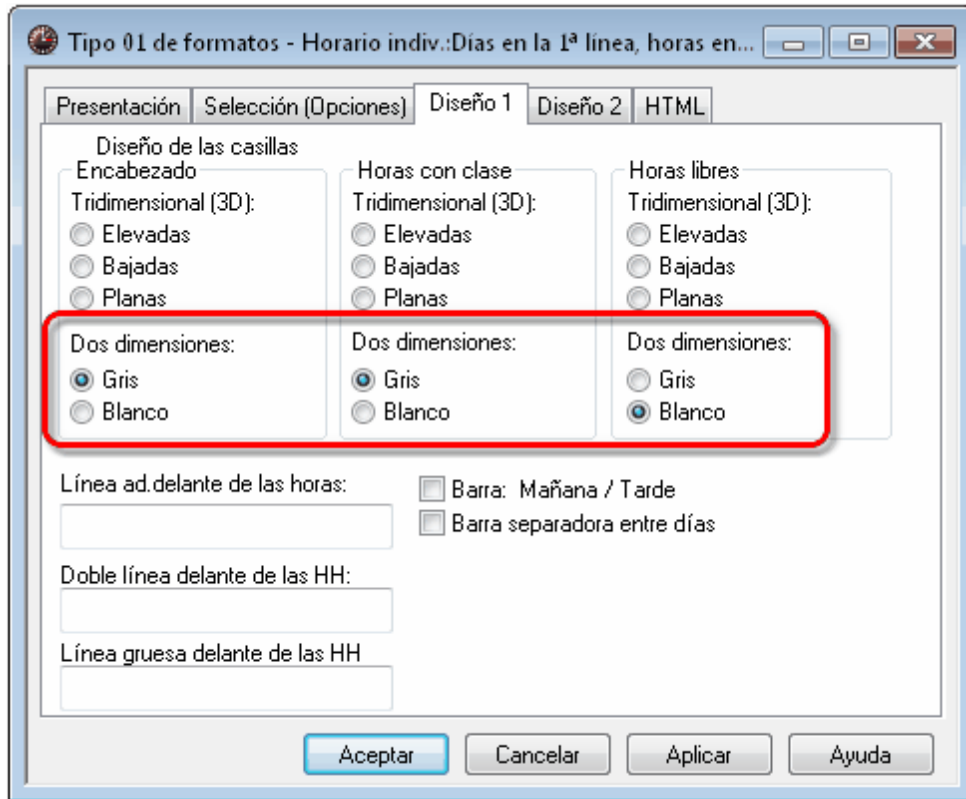 Tipo 01 de formatos - Horario indiv.:Días en la 1ª línea, horas en...
Presentación Selección (Opciones) Diseño 1 Diseño 2 HTML
Diseño de las casillas
Encabezado Horas con clase Horas libres
Tridimensional (3D): Tridimensional (3D): Tridimensional (3D):
Elevadas Elevadas Elevadas
Bajadas Bajadas Bajadas
Planas Planas Planas
Dos dimensiones: Dos dimensiones: Dos dimensiones:
Gris Gris Gris
Blanco Blanco Blanco
Línea ad.delante de las horas: Barra: Mañana / Tarde
Barra separadora entre días
Doble línea delante de las HH:
Línea gruesa delante de las HH
Aceptar Cancelar Aplicar Ayuda